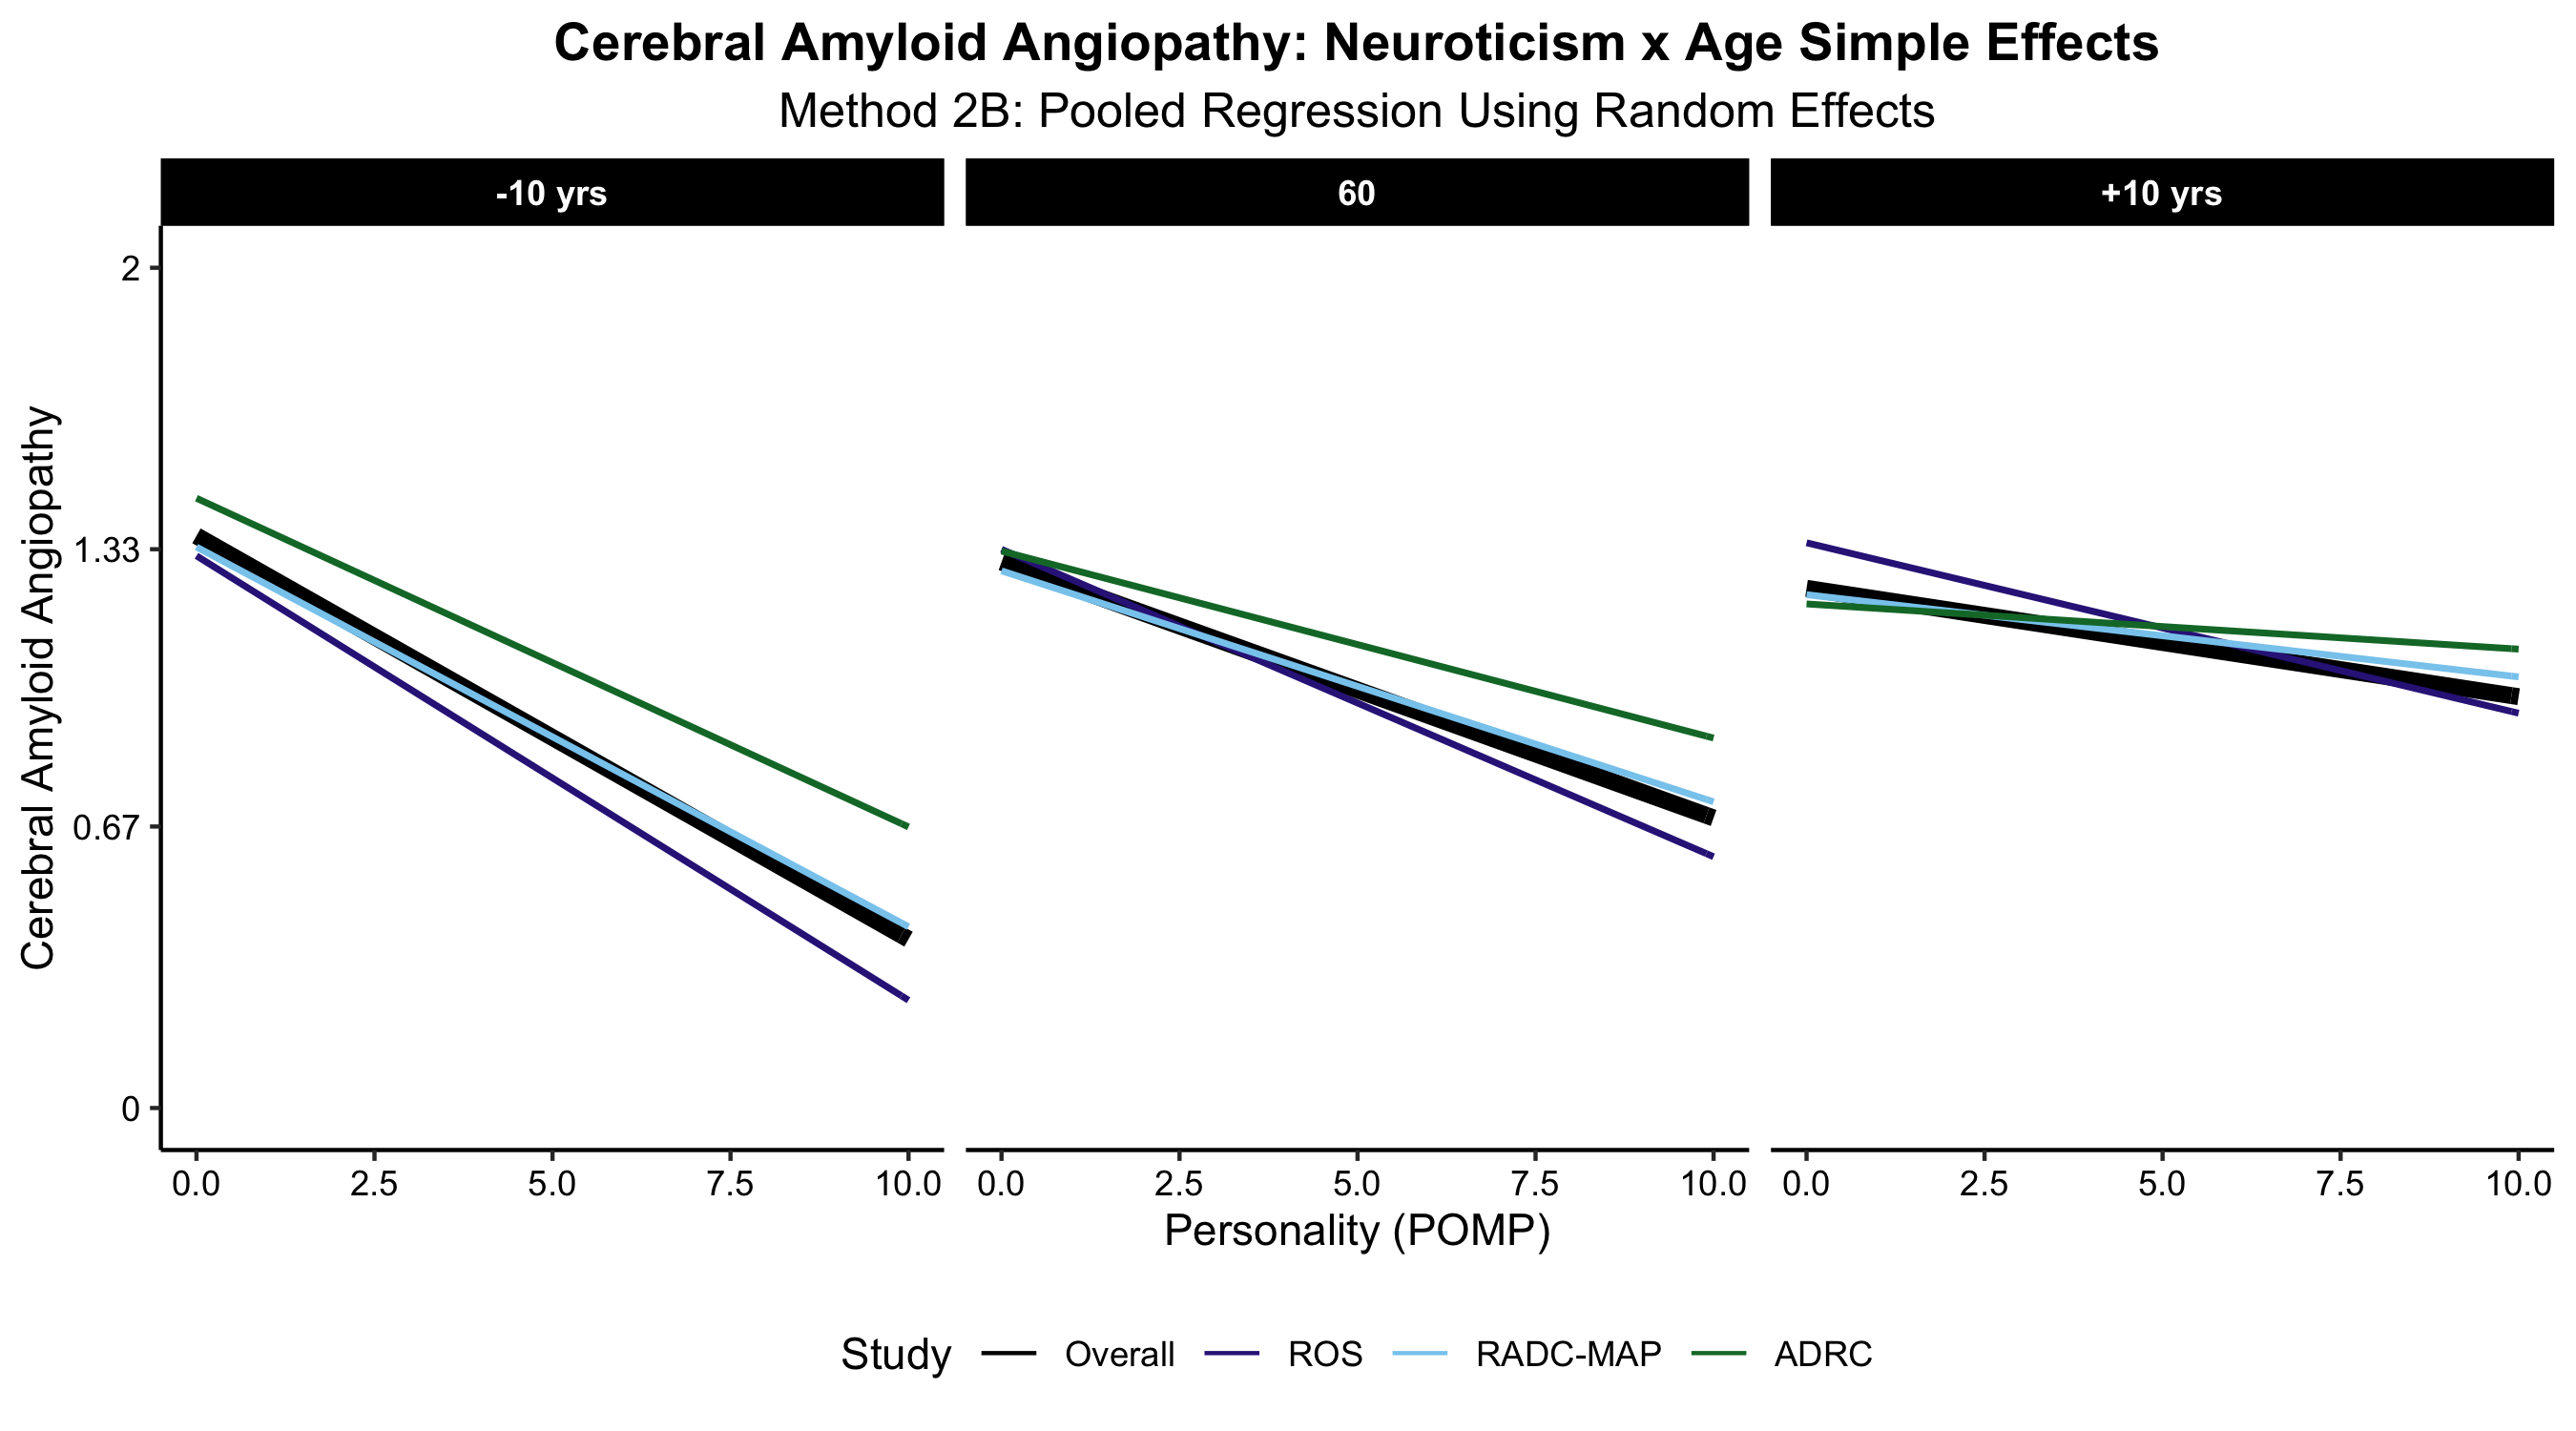 Cerebral Amyloid Angiopathy: Neuroticism x Age Simple Effects
Method 2B: Pooled Regression Using Random Effects
-10 yrs 60 +10 yrs
Cerebral Amyloid Angiopathy
2
1.33
0.67
0
0.0 2.5 5.0 7.5 10.0 0.0 2.5 5.0 7.5 10.0 0.0 2.5 5.0 7.5 10.0
Personality (POMP)
Study Overall ROS RADC-MAP ADRC